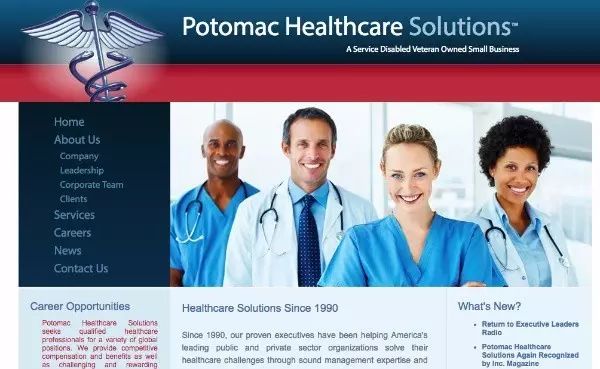 Potomac Healthcare Solutions™
A Service Disabled Veteran Owned Small Business
Home
About Us
Company
Leadership
Corporate Team
Clients
Services
Careers
News
Contact Us
Career Opportunities
Potomac Healthcare Solutions
seeks qualified healthcare
professionals for a variety of global
positions. We provide competitive
compensation and benefits as well
as challenging and rewarding
Healthcare Solutions Since 1990
Since 1990, our proven executives have been helping America's
leading public and private sector organizations solve their
healthcare challenges through sound management expertise and
What's New?
Return to Executive Leaders
Radio
Potomac Healthcare
Solutions Again Recognized
by Inc. Magazine